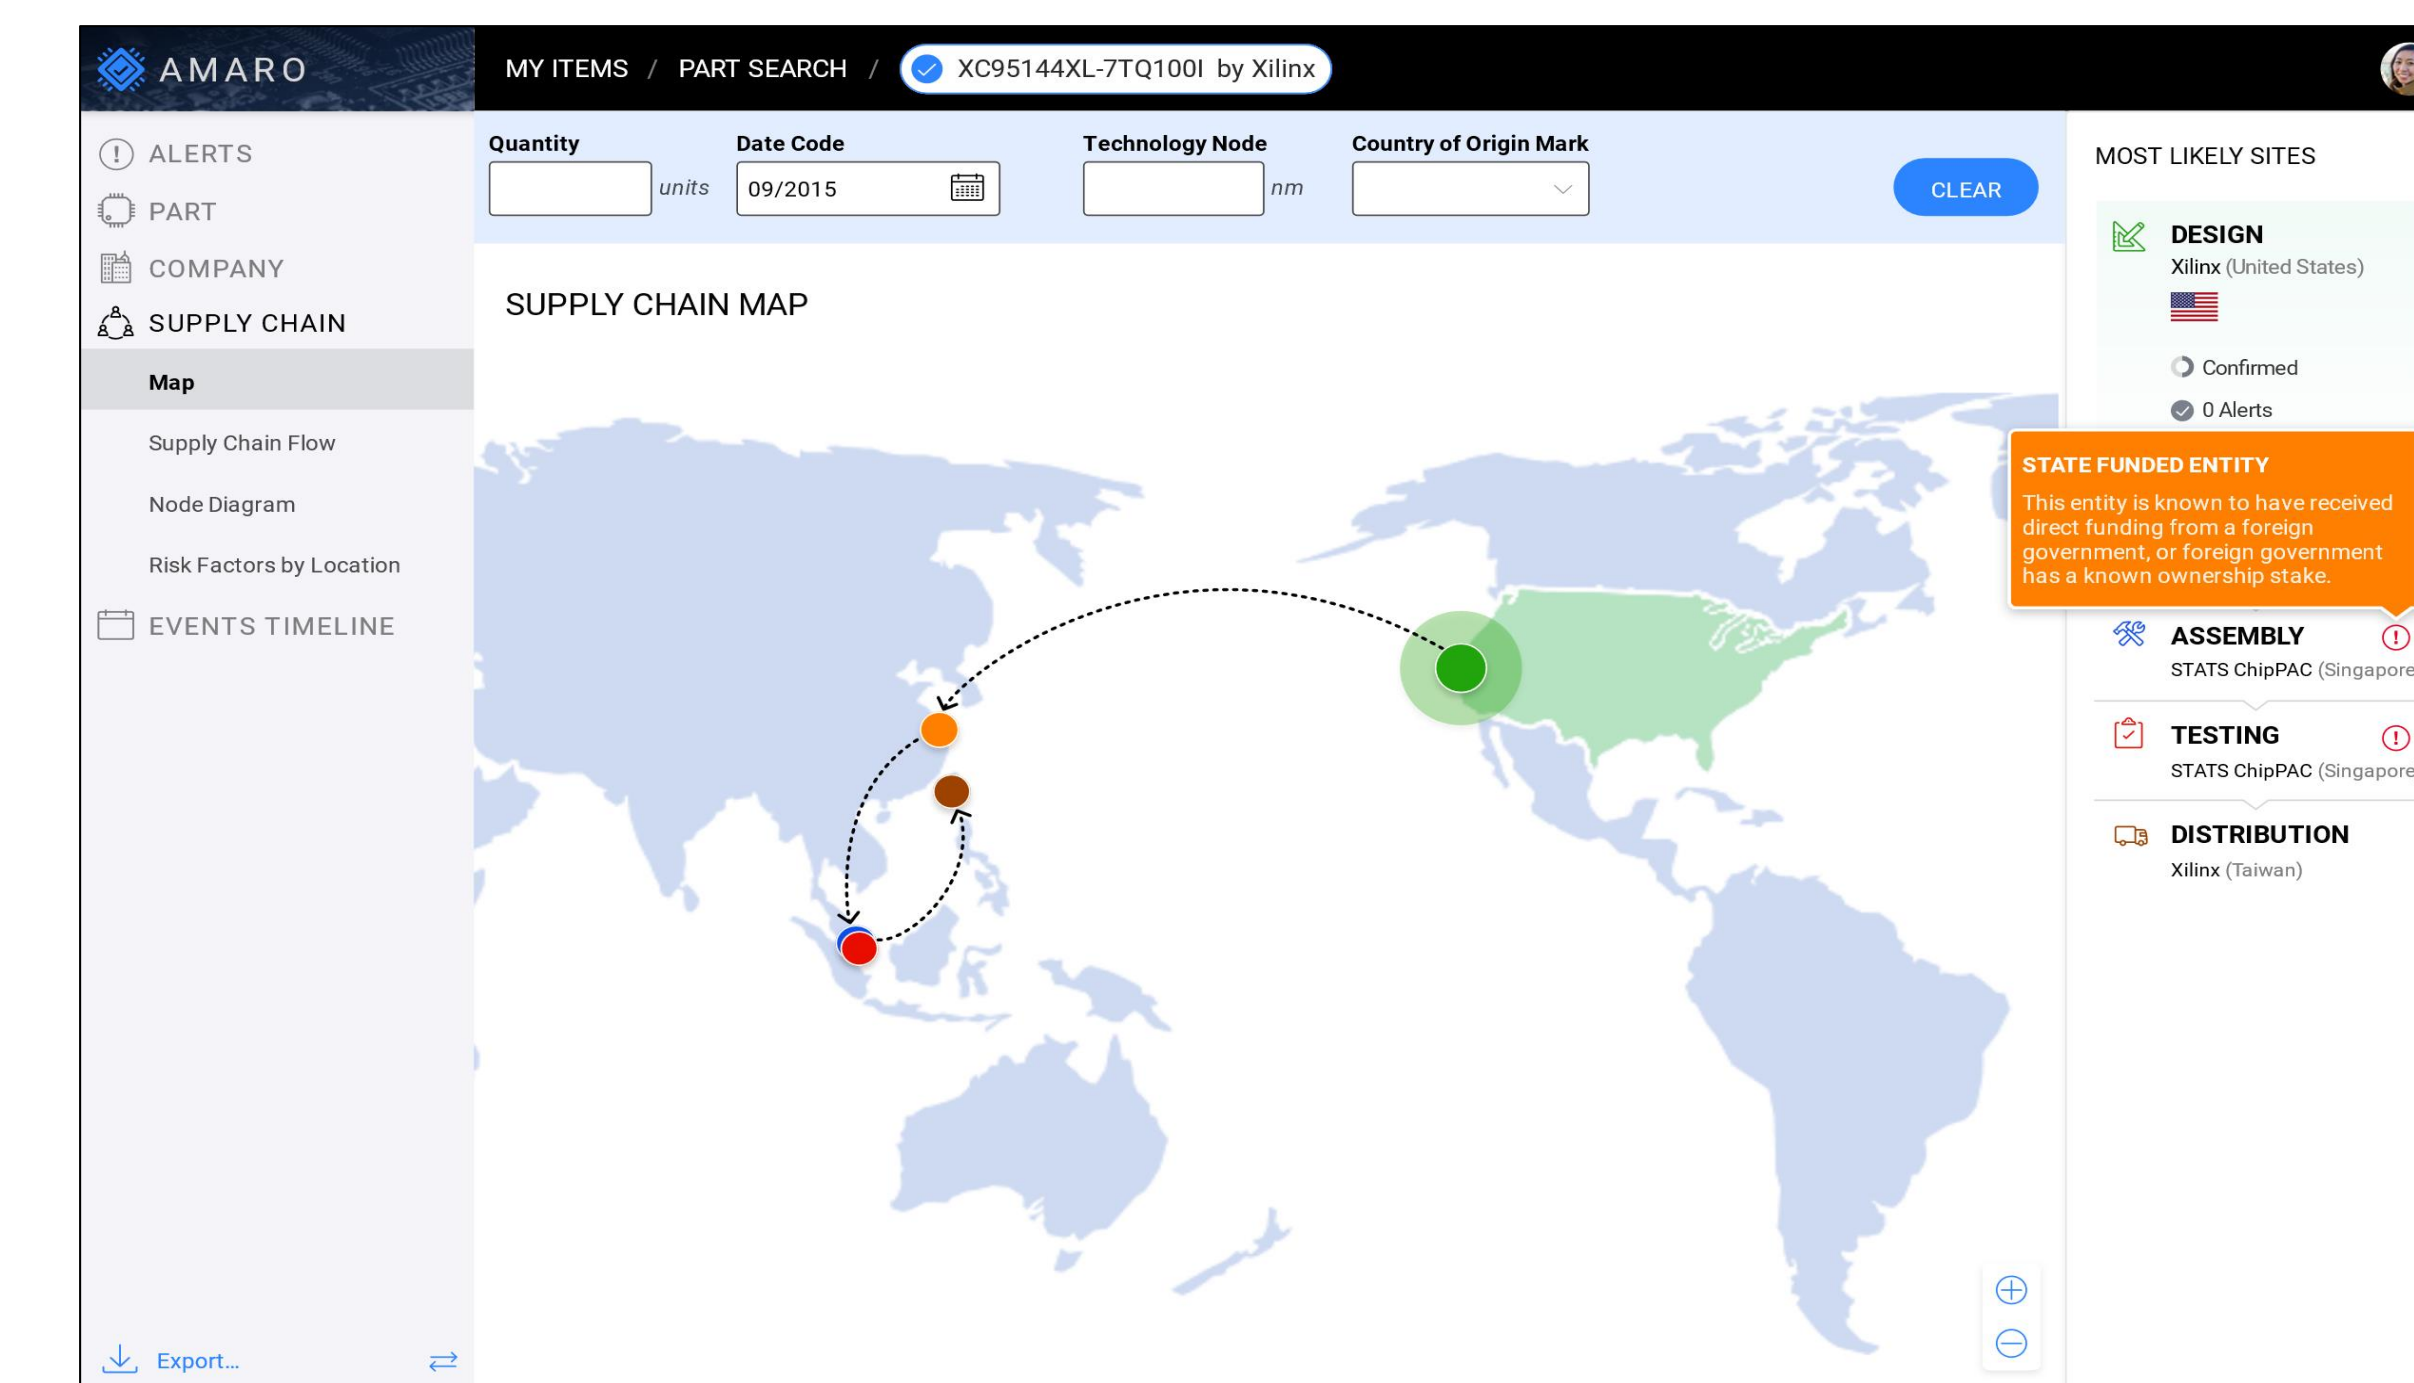 AMARO
MY ITEMS / PART SEARCH / XC95144XL-7TQ100I by Xilinx
ALERTS
PART
COMPANY
SUPPLY CHAIN
Map
Supply Chain Flow
Node Diagram
Risk Factors by Location
EVENTS TIMELINE
Export...
Quantity
units
Date Code
09/2015
Technology Node
nm
Country of Origin Mark
CLEAR
SUPPLY CHAIN MAP
MOST LIKELY SITES
DESIGN
Xilinx (United States)
Confirmed
0 Alerts
STATE FUNDED ENTITY
This entity is known to have received
direct funding from a foreign
government, or foreign government
has a known ownership stake.
ASSEMBLY
STATS ChipPAC (Singapore
TESTING
STATS ChipPAC (Singapore
DISTRIBUTION
Xilinx (Taiwan)